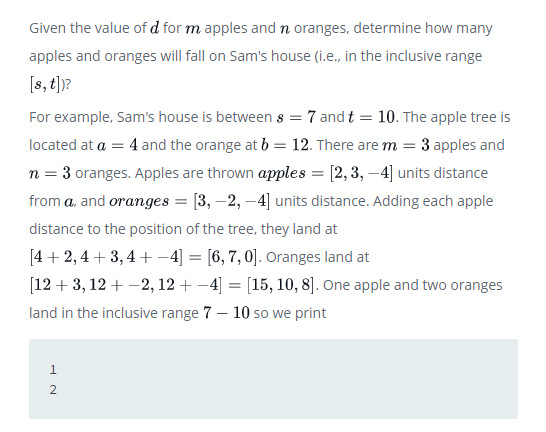 Given the value of d for m apples and n oranges, determine how many
apples and oranges will fall on Sam's house (i.e., in the inclusive range
[s, t])?
For example, Sam's house is between s = 7 and t = 10. The apple tree is
located at a = 4 and the orange at b = 12. There are m = 3 apples and
n = 3 oranges. Apples are thrown apples = [2, 3, −4] units distance
from a, and oranges = [3, −2, −4] units distance. Adding each apple
distance to the position of the tree, they land at
[4 + 2, 4 + 3, 4 + −4] = [6, 7, 0]. Oranges land at
[12 + 3, 12 + −2, 12 + −4] = [15, 10, 8]. One apple and two oranges
land in the inclusive range 7 − 10 so we print
1
2